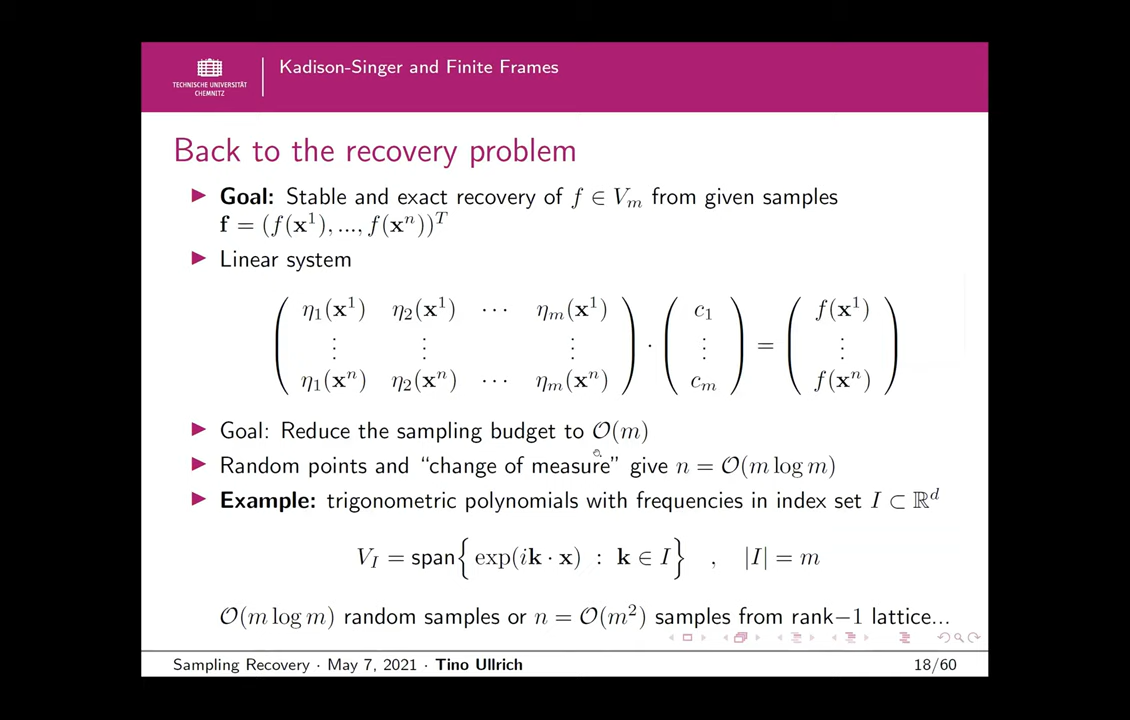 Kadison-Singer and Finite Frames
TECHNISCHE UNIVERSITÄT
CHEMNITZ
Back to the recovery problem
Goal: Stable and exact recovery of f ∈ V_m from given samples
f = (f(x^1), ..., f(x^n))^T
Linear system
η_1(x^1) η_2(x^1) ⋯ η_m(x^1) c_1 f(x^1)
⋮ ⋮ ⋮ · ⋮ = ⋮
η_1(x^n) η_2(x^n) ⋯ η_m(x^n) c_m f(x^n)
Goal: Reduce the sampling budget to O(m)
Random points and “change of measure” give n = O(m log m)
Example: trigonometric polynomials with frequencies in index set I ⊂ ℝ^d
V_I = span{exp(ik · x) : k ∈ I} , |I| = m
O(m log m) random samples or n = O(m^2) samples from rank−1 lattice...
Sampling Recovery · May 7, 2021 · Tino Ullrich 18/60